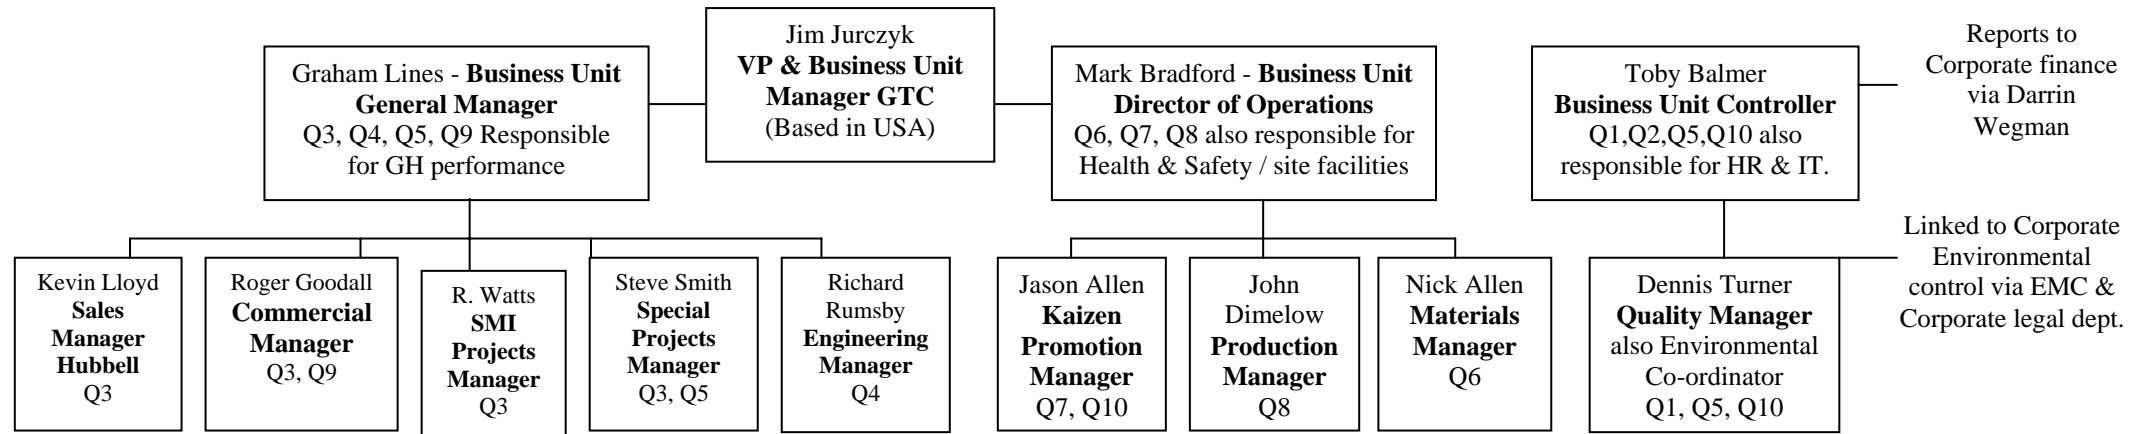 Jim Jurczyk
VP & Business Unit
Manager GTC
(Based in USA)
Graham Lines - Business Unit
General Manager
Q3, Q4, Q5, Q9 Responsible
for GH performance
Mark Bradford - Business Unit
Director of Operations
Q6, Q7, Q8 also responsible for
Health & Safety / site facilities
Toby Balmer
Business Unit Controller
Q1,Q2,Q5,Q10 also
responsible for HR & IT.
Reports to
Corporate finance
via Darrin
Wegman
Kevin Lloyd
Sales
Manager
Hubbell
Q3
Roger Goodall
Commercial
Manager
Q3, Q9
R. Watts
SMI
Projects
Manager
Q3
Steve Smith
Special
Projects
Manager
Q3, Q5
Richard
Rumsby
Engineering
Manager
Q4
Jason Allen
Kaizen
Promotion
Manager
Q7, Q10
John
Dimelow
Production
Manager
Q8
Nick Allen
Materials
Manager
Q6
Dennis Turner
Quality Manager
also Environmental
Co-ordinator
Q1, Q5, Q10
Linked to Corporate
Environmental
control via EMC &
Corporate legal dept.